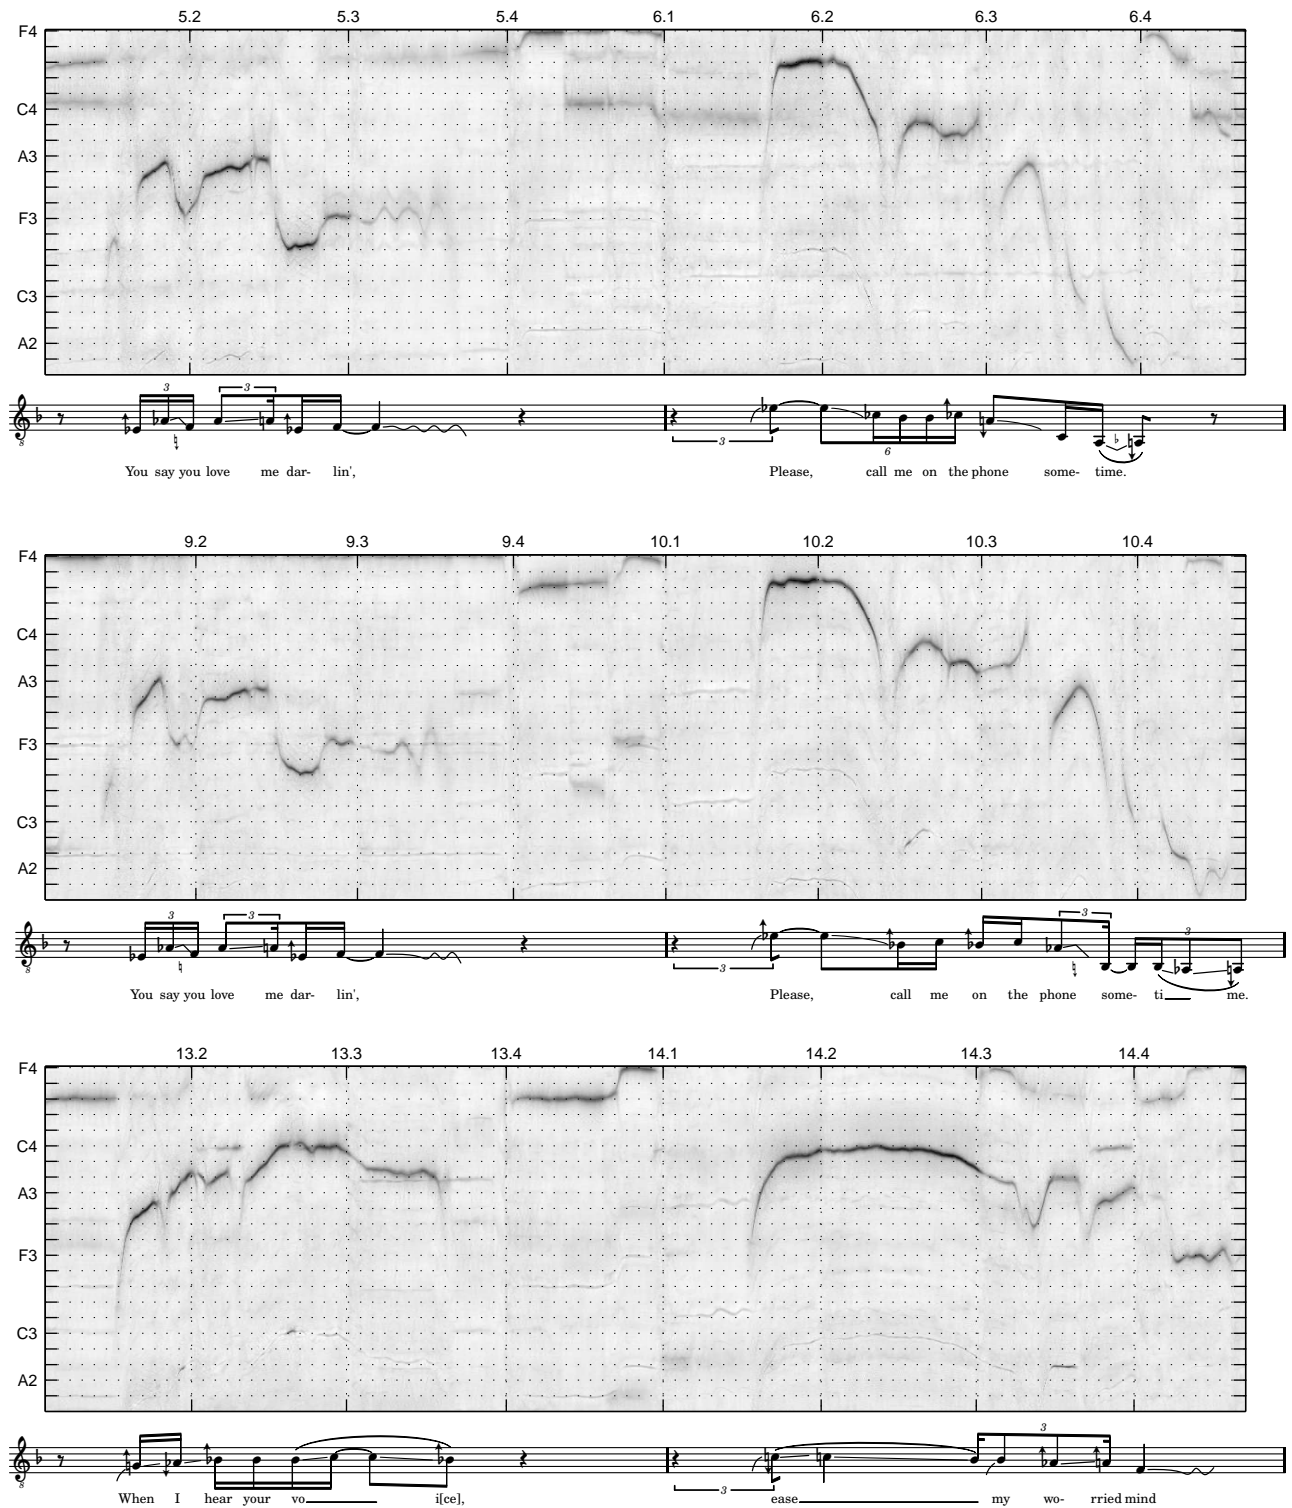 5.2 5.3 5.4 6.1 6.2 6.3 6.4
F4
C4
A3
F3
C3
A2
3 3 3 6
8
You say you love me dar- lin', Please, call me on the phone some- time.
9.2 9.3 9.4 10.1 10.2 10.3 10.4
F4
C4
A3
F3
C3
A2
3 3 3 3 3
8
You say you love me dar- lin', Please, call me on the phone some- ti me.
13.2 13.3 13.4 14.1 14.2 14.3 14.4
F4
C4
A3
F3
C3
A2
3 3
8
When I hear your vo i[ce], ease my wo- rried mind